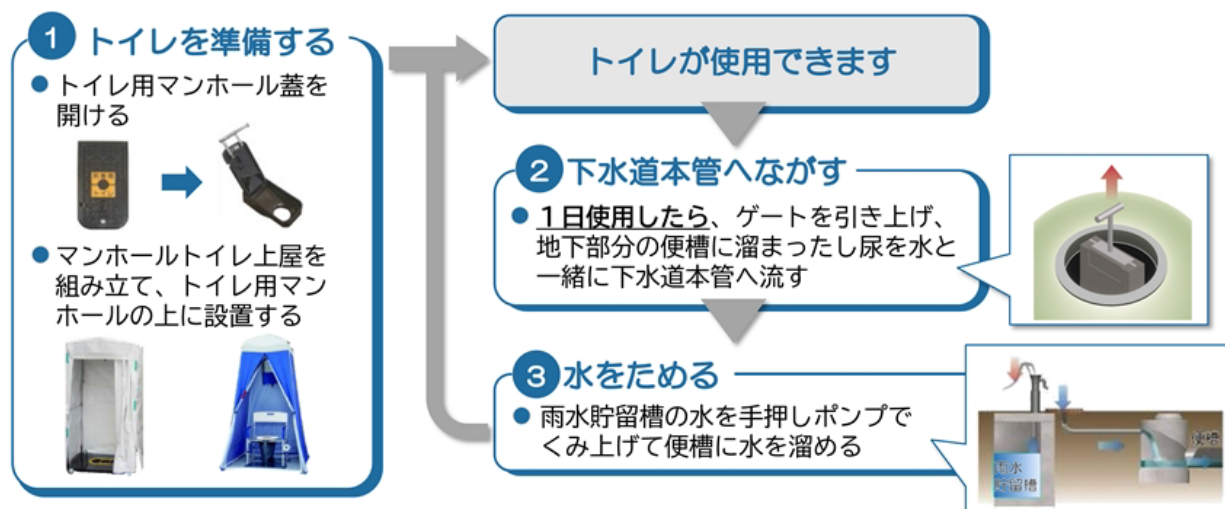 1 トイレを準備する
● トイレ用マンホール蓋を
開ける
● マンホールトイレ上屋を
組み立て、トイレ用マン
ホールの上に設置する
トイレが使用できます
2 下水道本管へながす
● １日使用したら、ゲートを引き上げ、
地下部分の便槽に溜まったし尿を水と
一緒に下水道本管へ流す
3 水をためる
● 雨水貯留槽の水を手押しポンプで
くみ上げて便槽に水を溜める
雨水
貯留槽
便槽